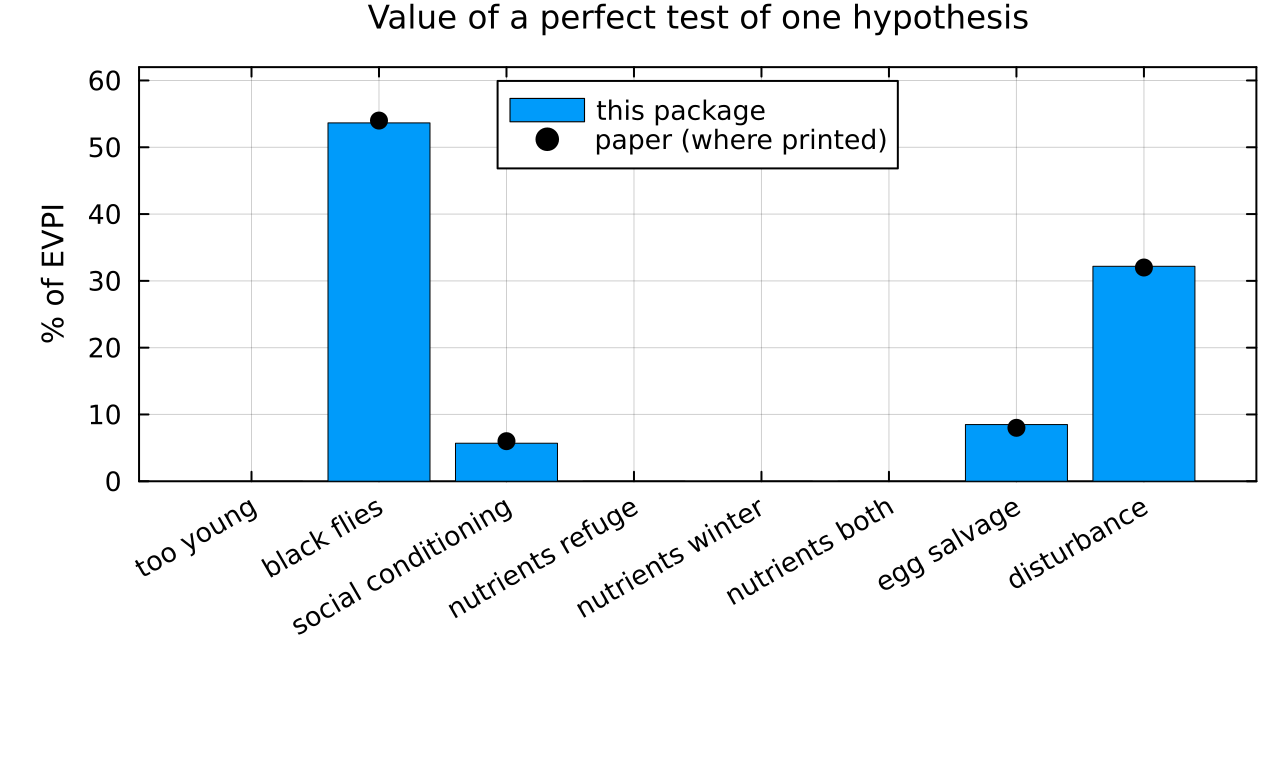 Value of a perfect test of one hypothesis
this package
paper (where printed)
% of EVPI
60
50
40
30
20
10
0
too young
black flies
social conditioning
nutrients refuge
nutrients winter
nutrients both
egg salvage
disturbance